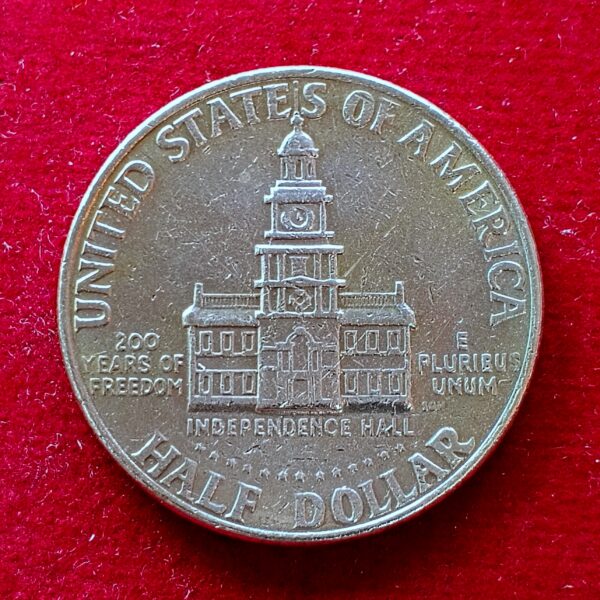 UNITED STATES OF AMERICA
200
YEARS OF
FREEDOM
E
PLURIBUS
UNUM
INDEPENDENCE HALL
HALF DOLLAR